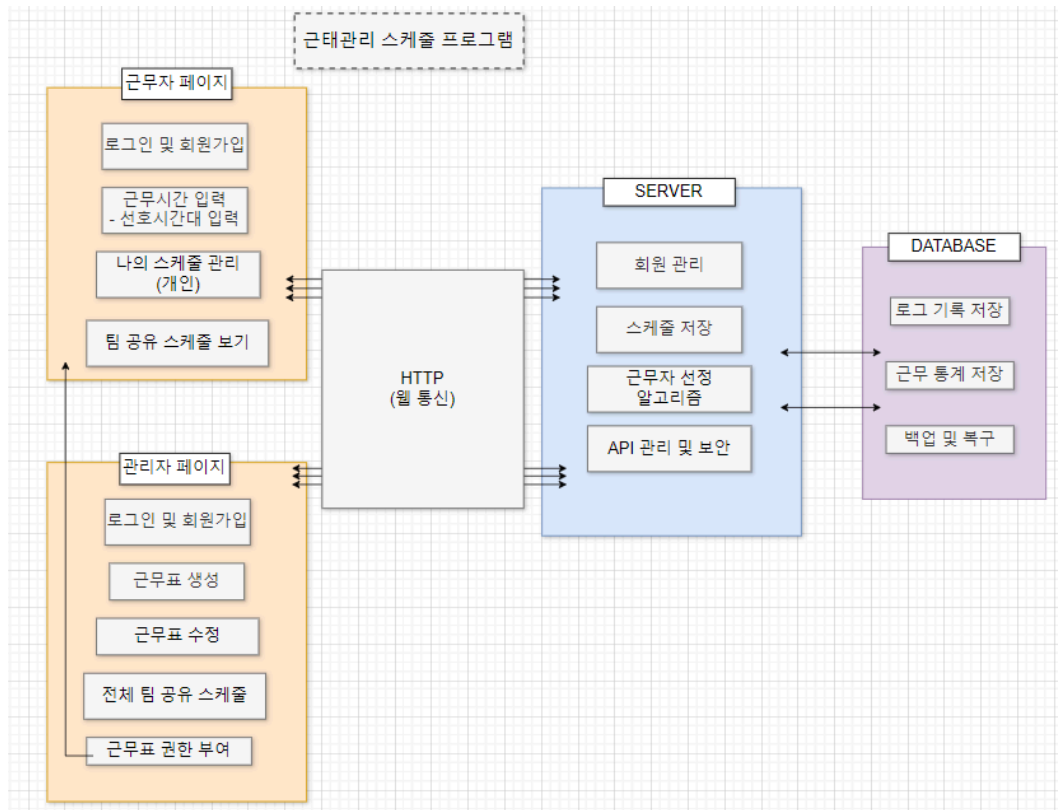 근태관리 스케줄 프로그램
근무자 페이지
로그인 및 회원가입
근무시간 입력
- 선호시간대 입력
나의 스케줄 관리
(개인)
팀 공유 스케줄 보기
관리자 페이지
로그인 및 회원가입
근무표 생성
근무표 수정
전체 팀 공유 스케줄
근무표 권한 부여
HTTP
(웹 통신)
SERVER
회원 관리
스케줄 저장
근무자 선정
알고리즘
API 관리 및 보안
DATABASE
로그 기록 저장
근무 통계 저장
백업 및 복구